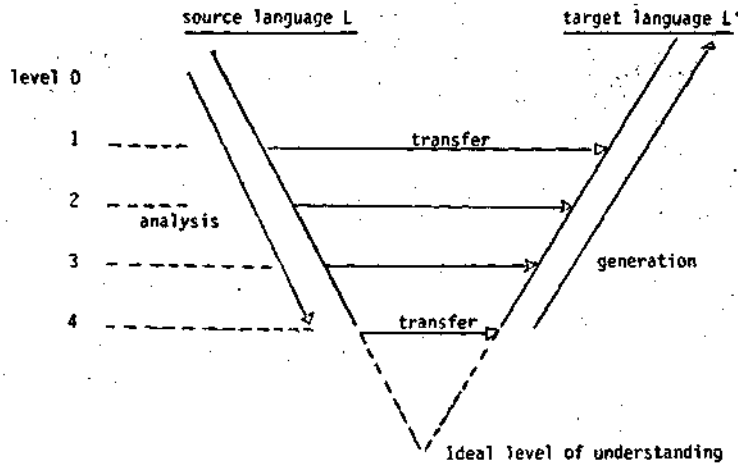 source language L target language L'
level 0
1 transfer
2
analysis
3 generation
4 transfer
Ideal level of understanding